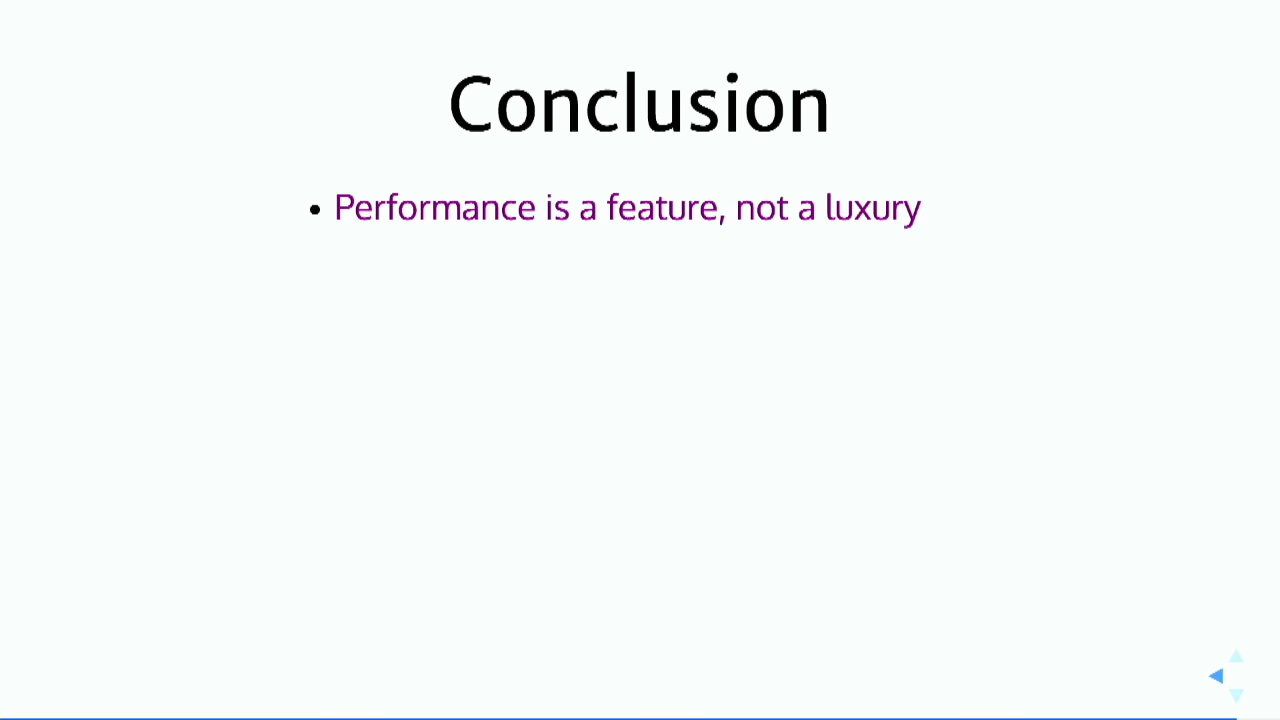 Conclusion
• Performance is a feature, not a luxury